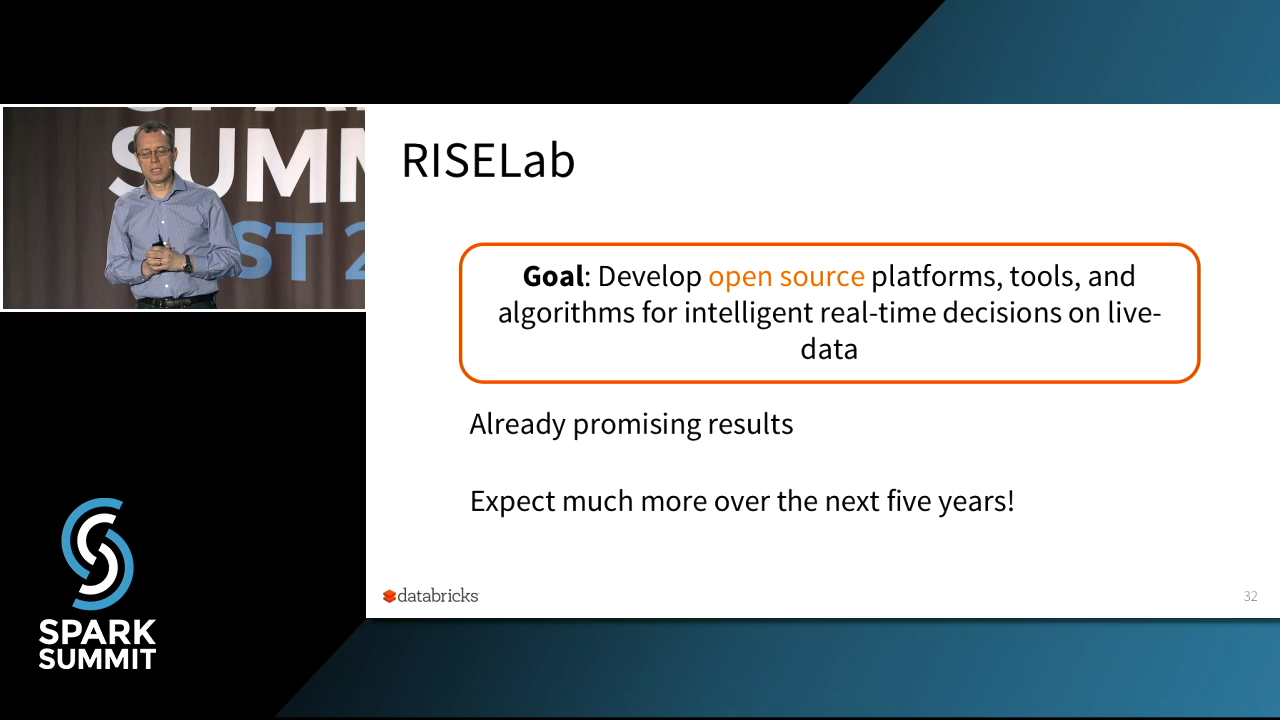 SUMM
ST 2
RISELab
Goal: Develop open source platforms, tools, and
algorithms for intelligent real-time decisions on live-
data
Already promising results
Expect much more over the next five years!
databricks
32
SPARK
SUMMIT